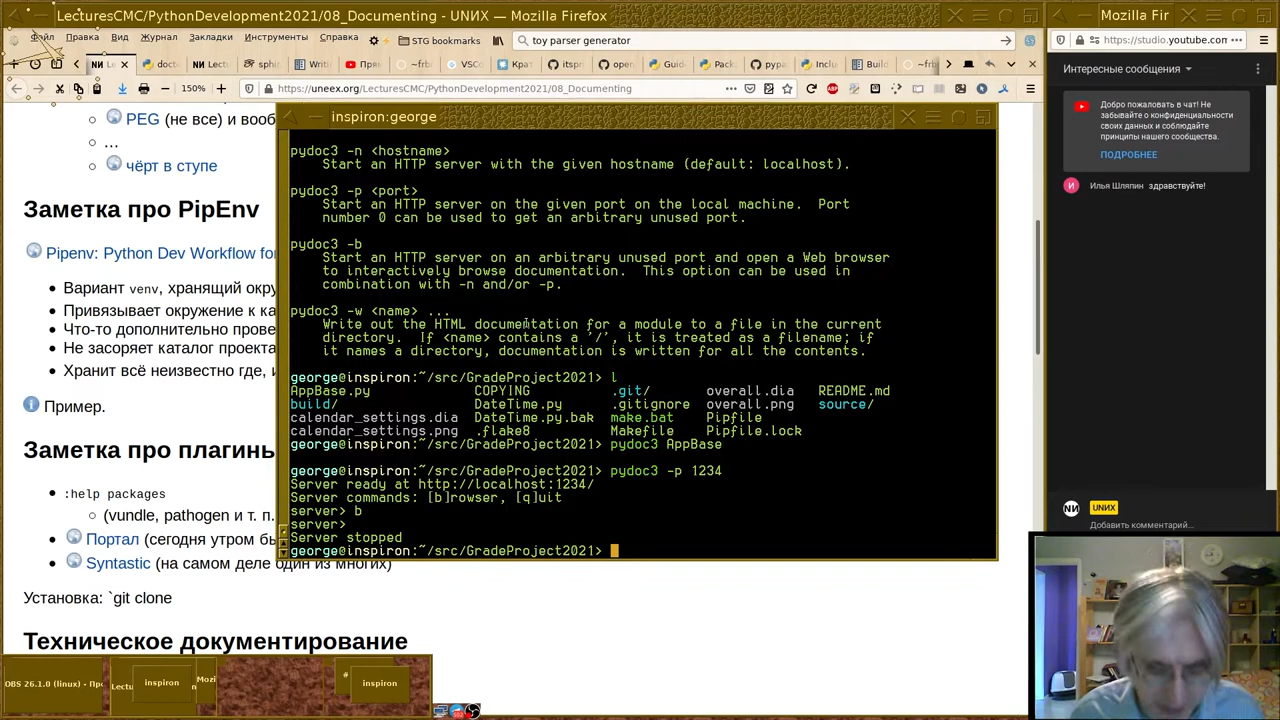 LecturesCMC/PythonDevelopment2021/08_Documenting - UNИX — Mozilla Firefox
Файл Правка Вид Журнал Закладки Инструменты Справка
STG bookmarks
toy parser generator
https://uneex.org/LecturesCMC/PythonDevelopment2021/08_Documenting
150%
PEG (не все) и вооб
...
чёрт в ступе
Заметка про PipEnv
Pipenv: Python Dev Workflow for
Вариант venv, хранящий окру
Привязывает окружение к ка
Что-то дополнительно прове
Не засоряет каталог проекта
Хранит всё неизвестно где, и
Пример.
Заметка про плагины
:help packages
(vundle, pathogen и т. п.
Портал (сегодня утром бы
Syntastic (на самом деле один из многих)
Установка: `git clone
Техническое документирование
inspiron:george
pydoc3 -n <hostname>
Start an HTTP server with the given hostname (default: localhost).
pydoc3 -p <port>
Start an HTTP server on the given port on the local machine. Port
number 0 can be used to get an arbitrary unused port.
pydoc3 -b
Start an HTTP server on an arbitrary unused port and open a Web browser
to interactively browse documentation. This option can be used in
combination with -n and/or -p.
pydoc3 -w <name> ...
Write out the HTML documentation for a module to a file in the current
directory. If <name> contains a '/', it is treated as a filename; if
it names a directory, documentation is written for all the contents.
george@inspiron:~/src/GradeProject2021> l
AppBase.py COPYING .git/ overall.dia README.md
build/ DateTime.py .gitignore overall.png source/
calendar_settings.dia DateTime.py.bak make.bat Pipfile
calendar_settings.png .flake8 Makefile Pipfile.lock
george@inspiron:~/src/GradeProject2021> pydoc3 AppBase
george@inspiron:~/src/GradeProject2021> pydoc3 -p 1234
Server ready at http://localhost:1234/
Server commands: [b]rowser, [q]uit
server> b
server>
Server stopped
george@inspiron:~/src/GradeProject2021>
Mozilla Fir
https://studio.youtube.com
Интересные сообщения
Добро пожаловать в чат! Не
забывайте о конфиденциальности
своих данных и соблюдайте
принципы нашего сообщества.
ПОДРОБНЕЕ
Илья Шляпин здравствуйте!
UNИX
Добавить комментарий...
OBS 26.1.0 (linux) - Пр
Lectu
inspiron
Mozi
#
inspiron